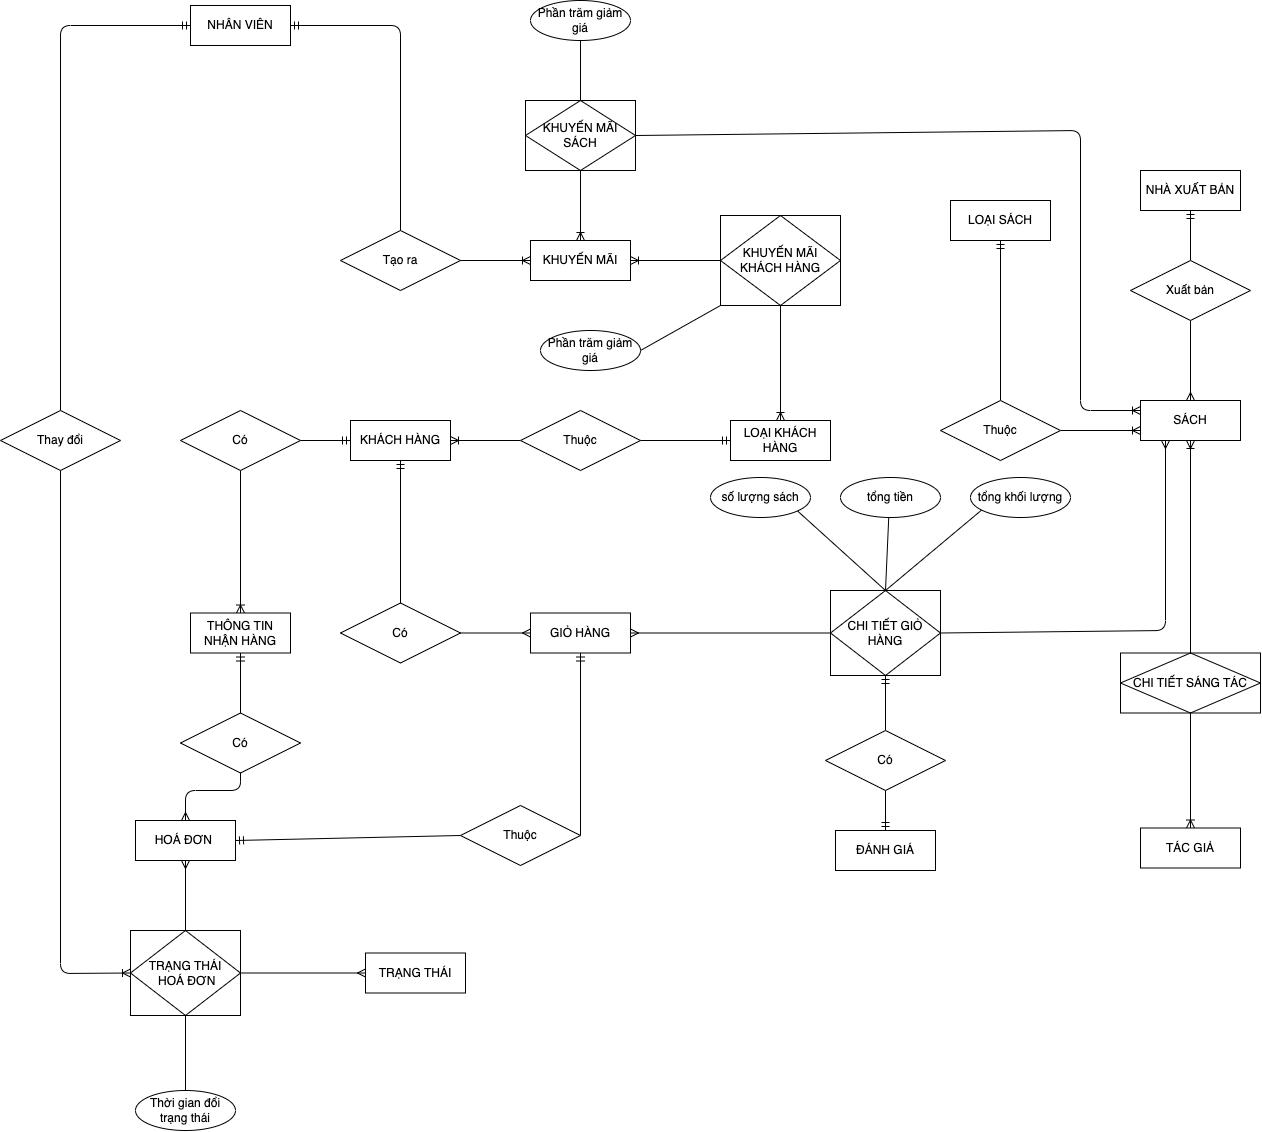 NHÂN VIÊN
Phần trăm giảm
giá
KHUYẾN MÃI
SÁCH
NHÀ XUẤT BẢN
LOẠI SÁCH
Tạo ra
KHUYẾN MÃI
KHUYẾN MÃI
KHÁCH HÀNG
Xuất bản
Phần trăm giảm
giá
Thay đổi
Có
KHÁCH HÀNG
Thuộc
LOẠI KHÁCH
HÀNG
Thuộc
SÁCH
số lượng sách
tổng tiền
tổng khối lượng
THÔNG TIN
NHẬN HÀNG
Có
GIỎ HÀNG
CHI TIẾT GIỎ
HÀNG
CHI TIẾT SÁNG TÁC
Có
Có
HOÁ ĐƠN
Thuộc
ĐÁNH GIÁ
TÁC GIẢ
TRẠNG THÁI
HOÁ ĐƠN
TRẠNG THÁI
Thời gian đổi
trạng thái